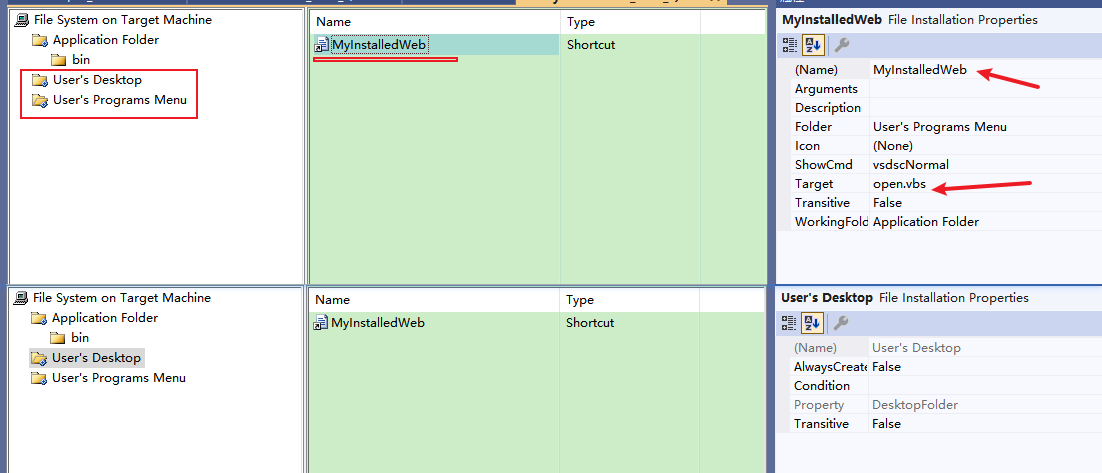 File System on Target Machine
Application Folder
bin
User's Desktop
User's Programs Menu
Name Type
MyInstalledWeb Shortcut
MyInstalledWeb File Installation Properties
(Name) MyInstalledWeb
Arguments
Description
Folder User's Programs Menu
Icon (None)
ShowCmd vsdscNormal
Target open.vbs
Transitive False
WorkingFold Application Folder
File System on Target Machine
Application Folder
bin
User's Desktop
User's Programs Menu
Name Type
MyInstalledWeb Shortcut
User's Desktop File Installation Properties
(Name) User's Desktop
AlwaysCreate False
Condition
Property DesktopFolder
Transitive False